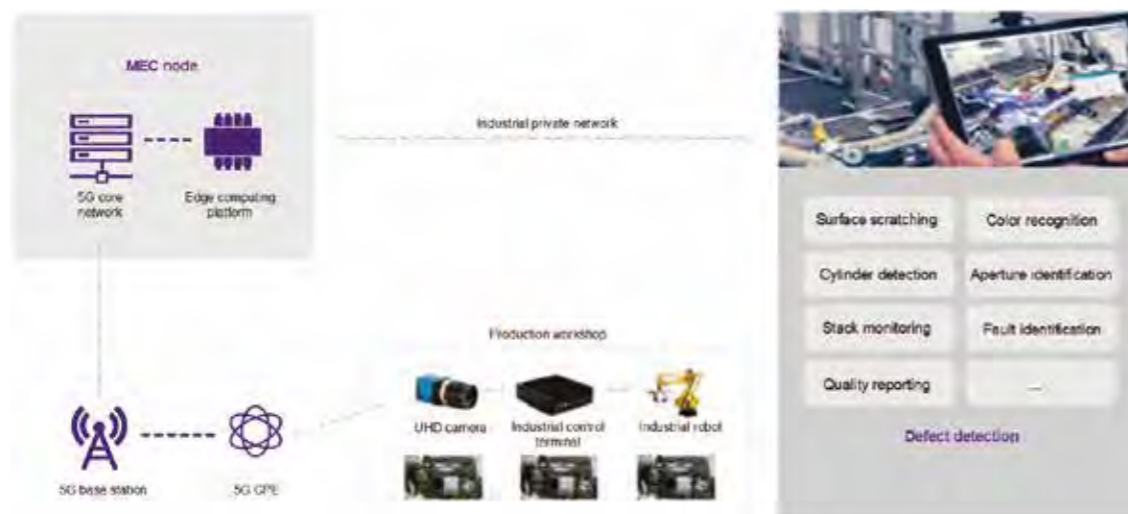 MEC node
5G core
network
Edge computing
platform
Industrial private network
Surface scratching
Color recognition
Cylinder detection
Aperture identification
Stack monitoring
Fault identification
Quality reporting
...
Defect detection
Production workshop
UHD camera
Industrial control
terminal
Industrial robot
5G base station
5G CPE